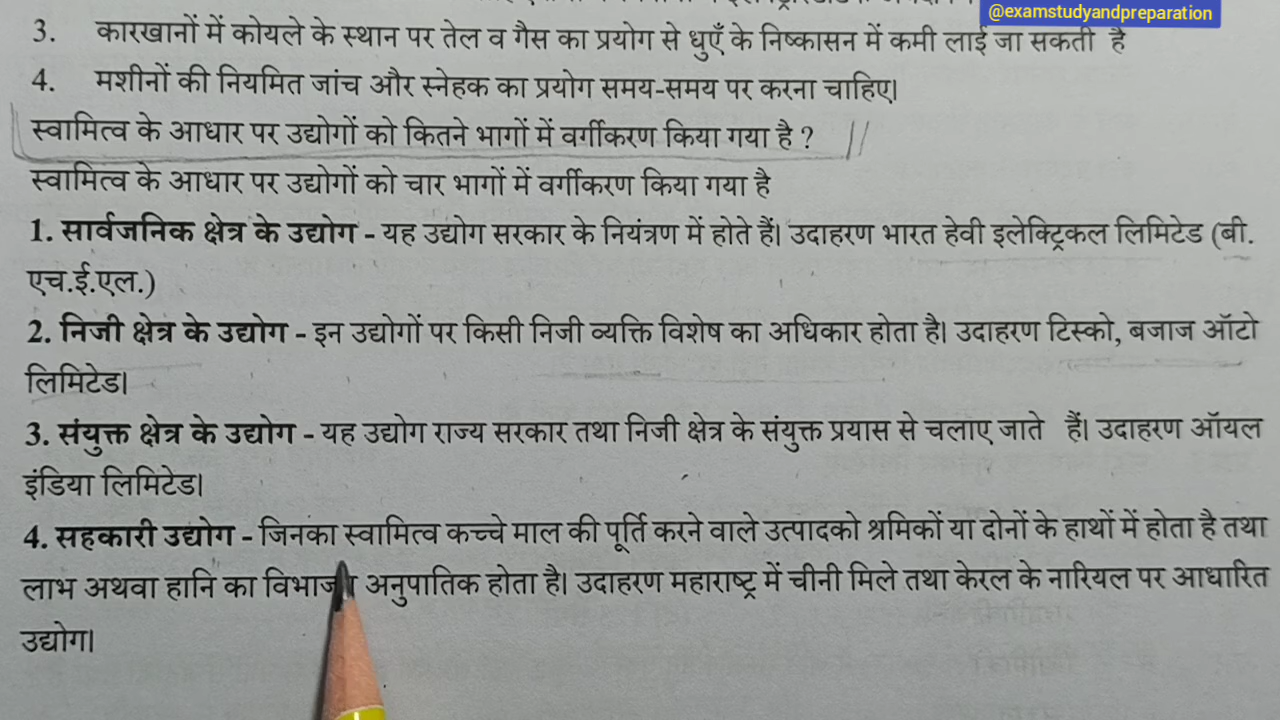 @examstudyandpreparation
3. कारखानों में कोयले के स्थान पर तेल व गैस का प्रयोग से धुएँ के निष्कासन में कमी लाई जा सकती है
4. मशीनों की नियमित जांच और स्नेहक का प्रयोग समय-समय पर करना चाहिए।
स्वामित्व के आधार पर उद्योगों को कितने भागों में वर्गीकरण किया गया है ?
स्वामित्व के आधार पर उद्योगों को चार भागों में वर्गीकरण किया गया है
1. सार्वजनिक क्षेत्र के उद्योग - यह उद्योग सरकार के नियंत्रण में होते हैं। उदाहरण भारत हेवी इलेक्ट्रिकल लिमिटेड (बी.
एच.ई.एल.)
2. निजी क्षेत्र के उद्योग - इन उद्योगों पर किसी निजी व्यक्ति विशेष का अधिकार होता है। उदाहरण टिस्को, बजाज ऑटो
लिमिटेड।
3. संयुक्त क्षेत्र के उद्योग - यह उद्योग राज्य सरकार तथा निजी क्षेत्र के संयुक्त प्रयास से चलाए जाते हैं। उदाहरण ऑयल
इंडिया लिमिटेड।
4. सहकारी उद्योग - जिनका स्वामित्व कच्चे माल की पूर्ति करने वाले उत्पादको श्रमिकों या दोनों के हाथों में होता है तथा
लाभ अथवा हानि का विभाजन अनुपातिक होता है। उदाहरण महाराष्ट्र में चीनी मिले तथा केरल के नारियल पर आधारित
उद्योग।